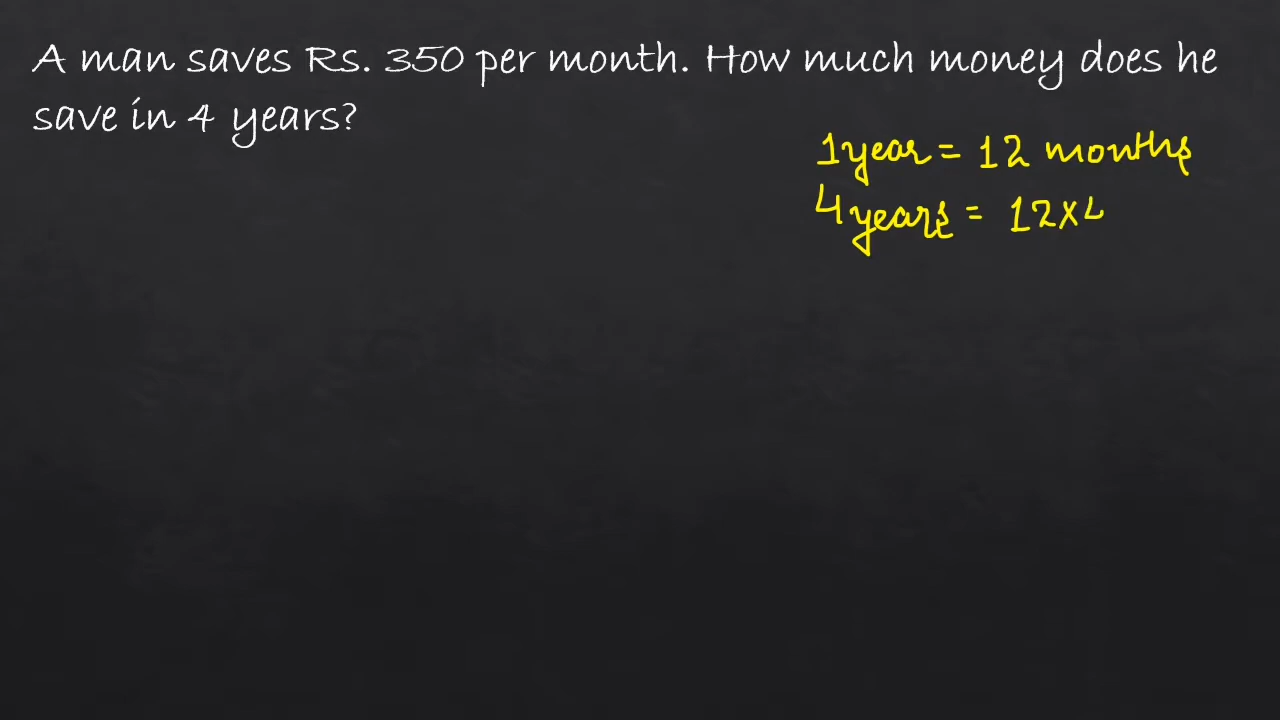 A man saves Rs. 350 per month. How much money does he
save in 4 years?
1 year = 12 months
4 years = 12x4